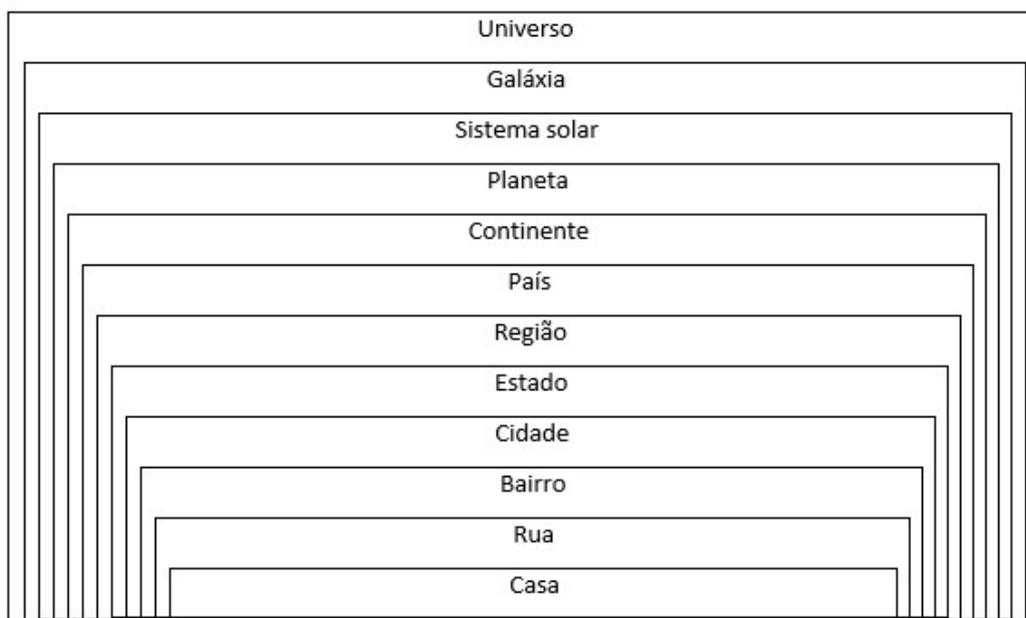 Universo
Galáxia
Sistema solar
Planeta
Continente
País
Região
Estado
Cidade
Bairro
Rua
Casa